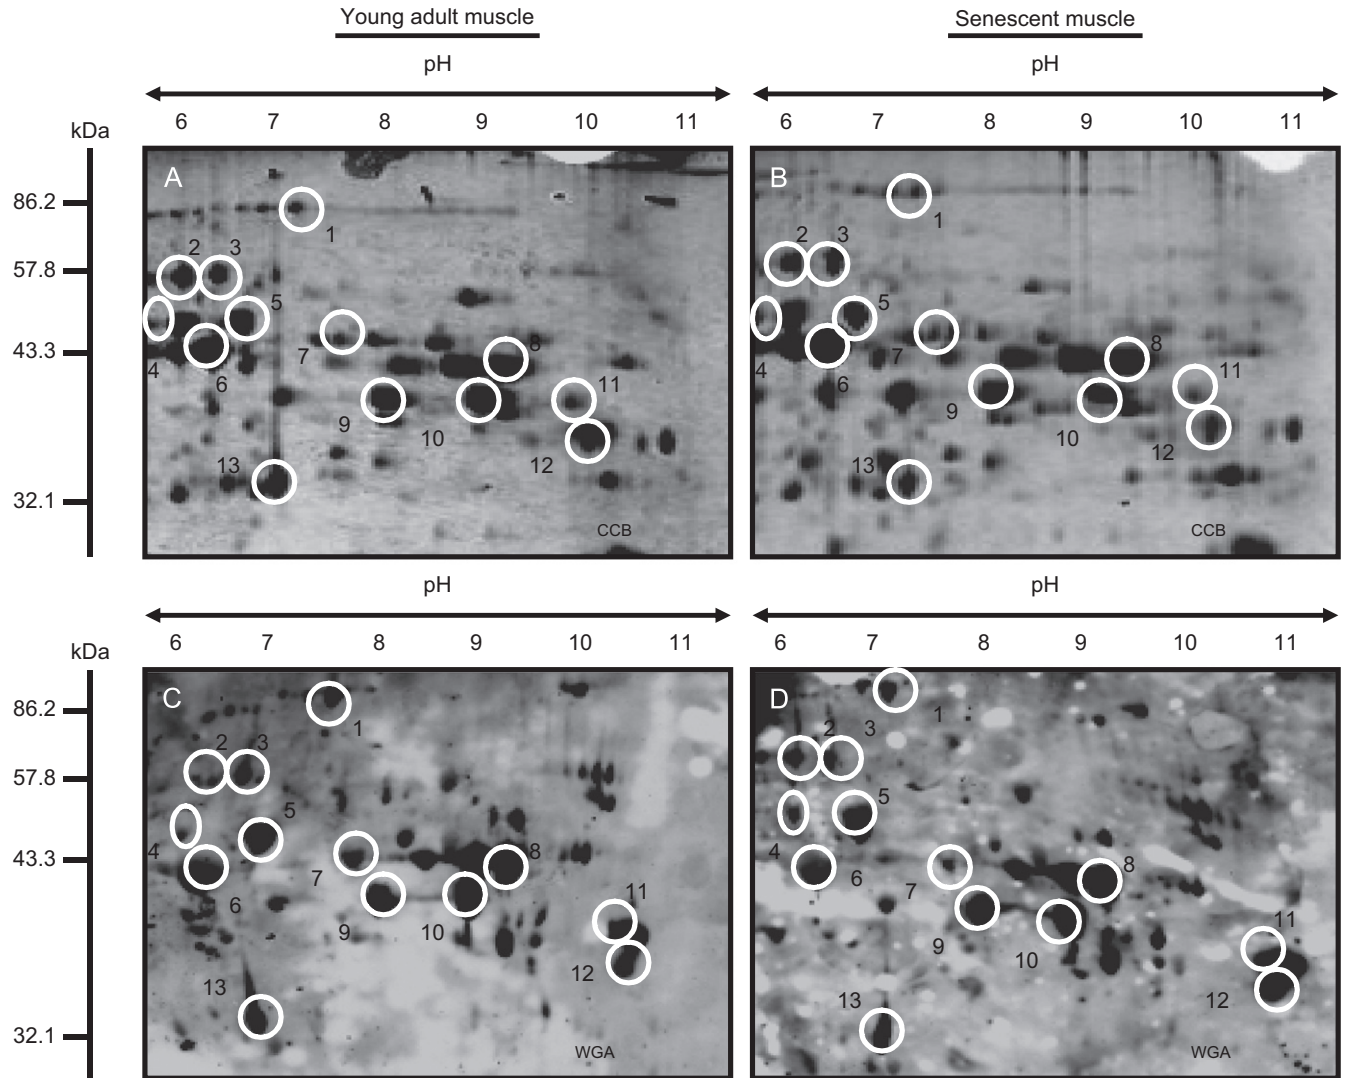 Young adult muscle Senescent muscle
pH pH
kDa 6 7 8 9 10 11 6 7 8 9 10 11
A B
86.2
1 1
2 3 2 3
57.8
5 5
43.3 7 8 7 8
4 6 11 4 6 11
9 10 9 10
13 12 13 12
32.1
CCB CCB
pH pH
kDa 6 7 8 9 10 11 6 7 8 9 10 11
C D
86.2
1 1
2 3 2 3
57.8
5 5
43.3 4 8 4 8
7 6 7
6 11 11
9 10 9 10
13 12 13 12
32.1
WGA WGA